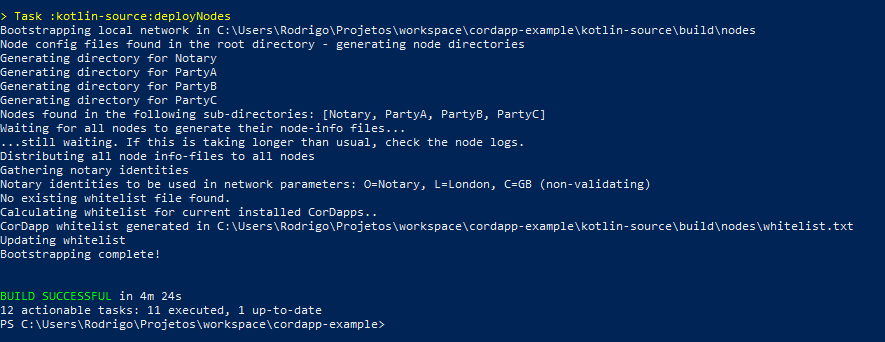 > Task :kotlin-source:deployNodes
Bootstrapping local network in C:\Users\Rodrigo\Projetos\workspace\cordapp-example\kotlin-source\build\nodes
Node config files found in the root directory - generating node directories
Generating directory for Notary
Generating directory for PartyA
Generating directory for PartyB
Generating directory for PartyC
Nodes found in the following sub-directories: [Notary, PartyA, PartyB, PartyC]
Waiting for all nodes to generate their node-info files...
...still waiting. If this is taking longer than usual, check the node logs.
Distributing all node info-files to all nodes
Gathering notary identities
Notary identities to be used in network parameters: O=Notary, L=London, C=GB (non-validating)
No existing whitelist file found.
Calculating whitelist for current installed CorDapps..
CorDapp whitelist generated in C:\Users\Rodrigo\Projetos\workspace\cordapp-example\kotlin-source\build\nodes\whitelist.txt
Updating whitelist
Bootstrapping complete!
BUILD SUCCESSFUL in 4m 24s
12 actionable tasks: 11 executed, 1 up-to-date
PS C:\Users\Rodrigo\Projetos\workspace\cordapp-example>